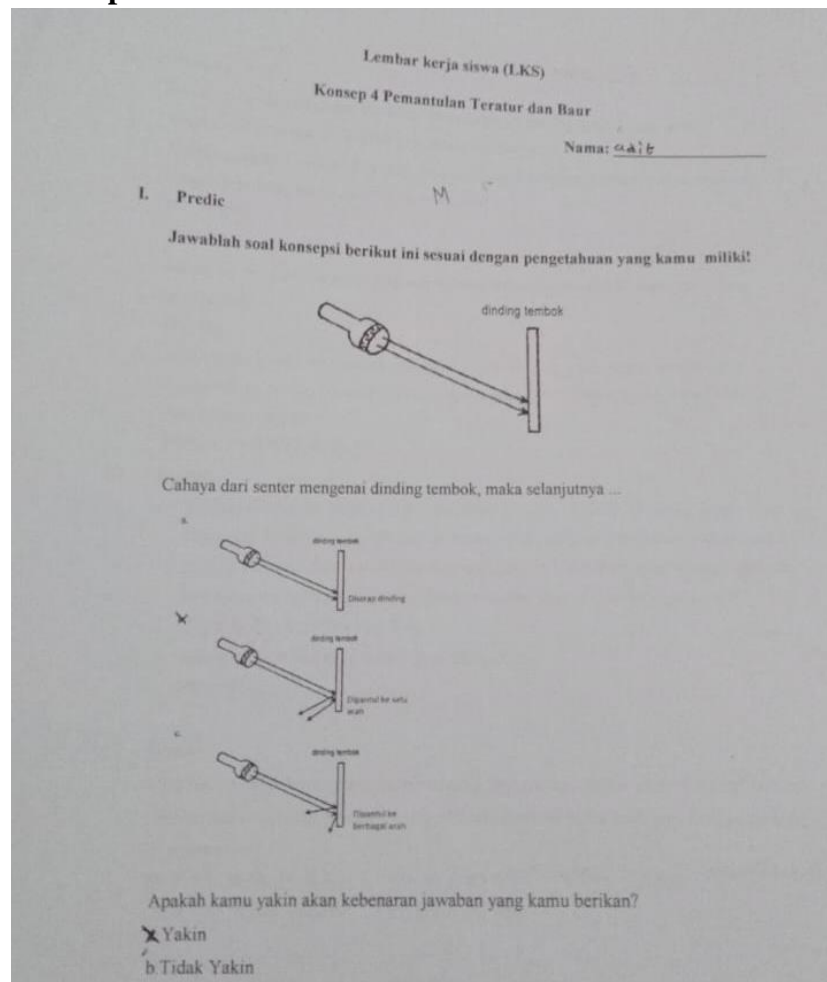 Lembar kerja siswa (LKS)
Konsep 4 Pemantulan Teratur dan Baur
Nama:
M
I. Predic
Jawablah soal konsepsi berikut ini sesuai dengan pengetahuan yang kamu miliki!
dinding tembok
Cahaya dari senter mengenai dinding tembok, maka selanjutnya ...
a.
dinding tembok
dinding
dinding tembok
Dipantul ke satu
arah
c.
dinding tembok
Dipantul ke
berbagai arah
Apakah kamu yakin akan kebenaran jawaban yang kamu berikan?
Yakin
b.Tidak Yakin